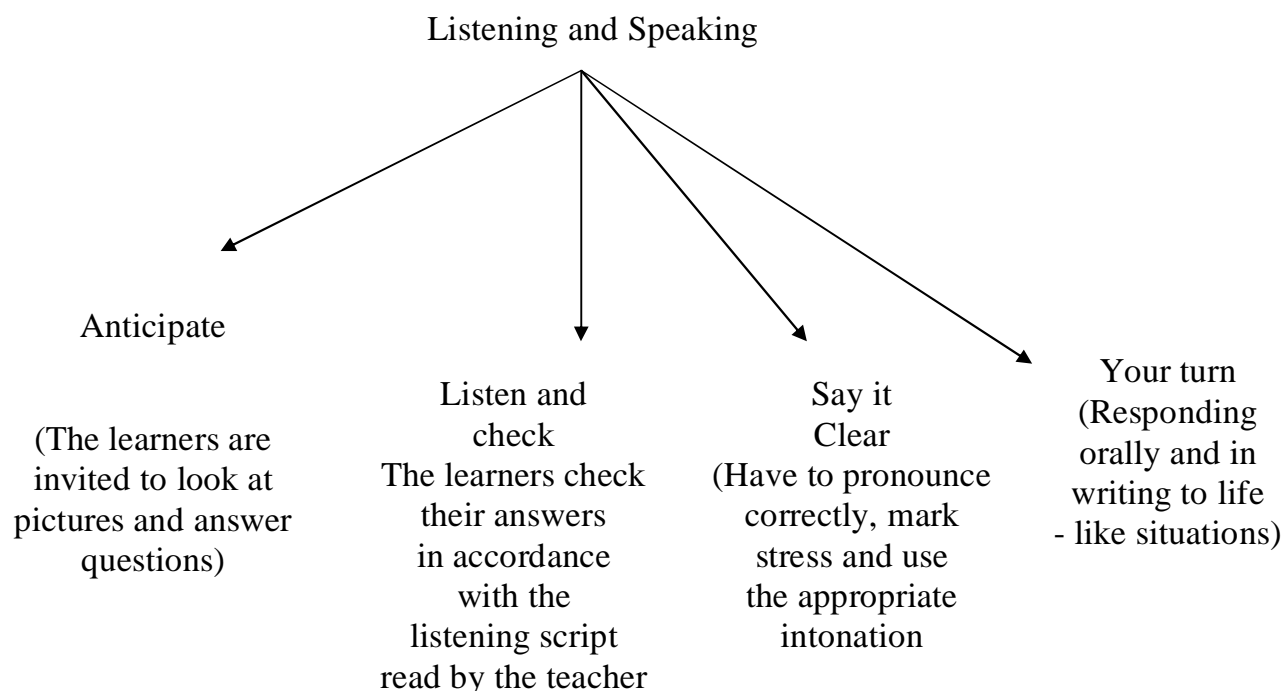 Listening and Speaking
Anticipate
(The learners are
invited to look at
pictures and answer
questions)
Listen and
check
The learners check
their answers
in accordance
with the
listening script
read by the teacher
Say it
Clear
(Have to pronounce
correctly, mark
stress and use
the appropriate
intonation
Your turn
(Responding
orally and in
writing to life
- like situations)